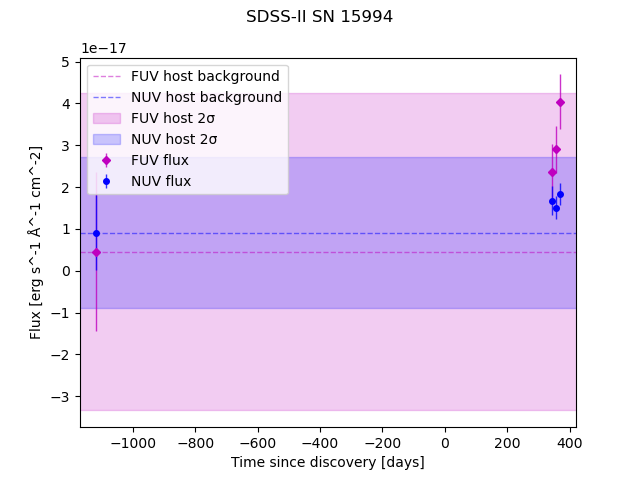 SDSS-II SN 15994
1e−17
FUV host background
NUV host background
FUV host 2σ
NUV host 2σ
FUV flux
NUV flux
5
4
3
2
1
0
−1
−2
−3
Flux [erg s^-1 Å^-1 cm^-2]
−1000 −800 −600 −400 −200 0 200 400
Time since discovery [days]